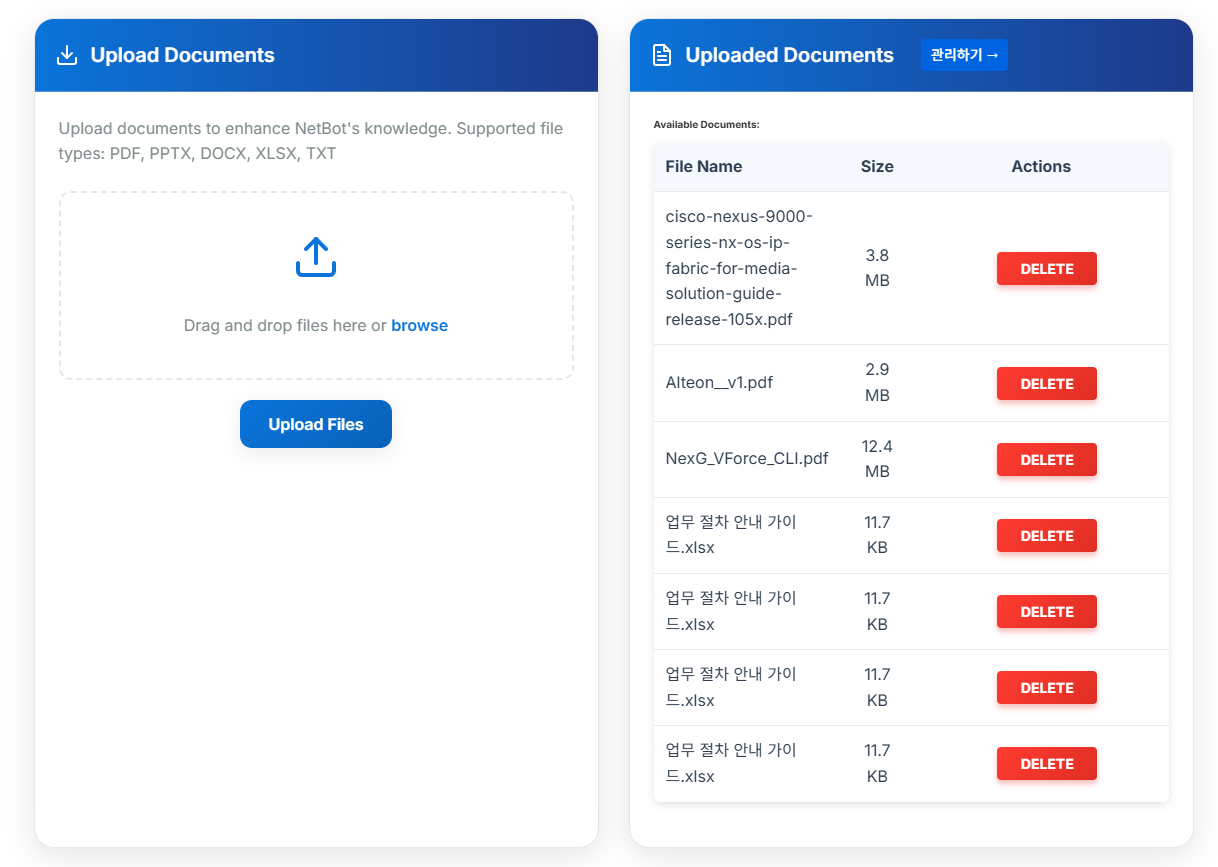 Upload Documents
Upload documents to enhance NetBot's knowledge. Supported file
types: PDF, PPTX, DOCX, XLSX, TXT
Drag and drop files here or browse
Upload Files
Uploaded Documents 관리하기 →
Available Documents:
File Name Size Actions
cisco-nexus-9000-
series-nx-os-ip-
fabric-for-media-
solution-guide-
release-105x.pdf
3.8
MB
DELETE
Alteon__v1.pdf
2.9
MB
DELETE
NexG_VForce_CLI.pdf
12.4
MB
DELETE
업무 절차 안내 가이
드.xlsx
11.7
KB
DELETE
업무 절차 안내 가이
드.xlsx
11.7
KB
DELETE
업무 절차 안내 가이
드.xlsx
11.7
KB
DELETE
업무 절차 안내 가이
드.xlsx
11.7
KB
DELETE